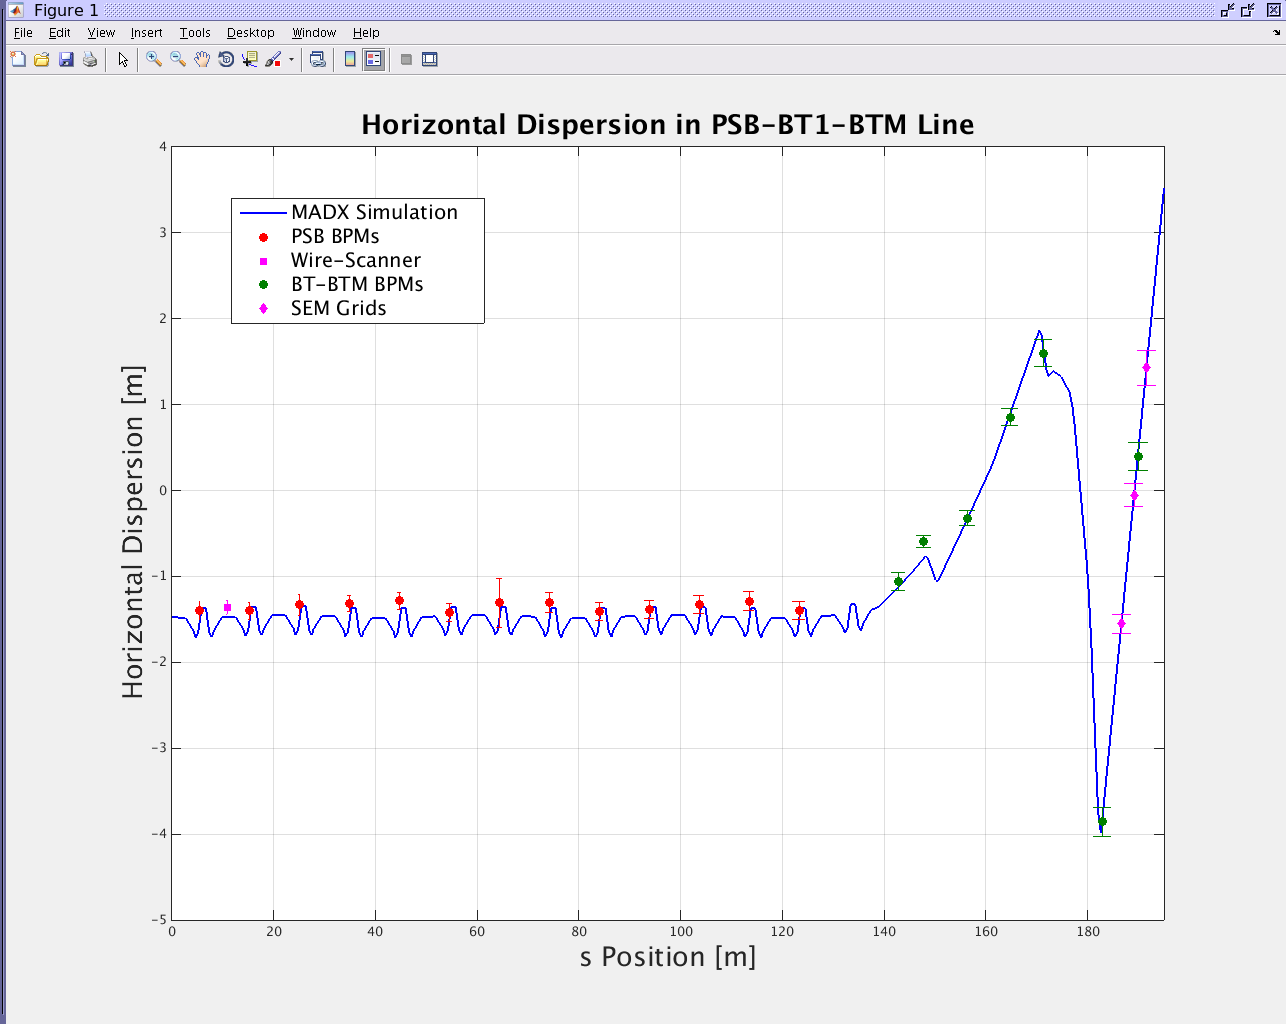 Figure 1
File Edit View Insert Tools Desktop Window Help
Horizontal Dispersion in PSB-BT1-BTM Line
MADX Simulation
PSB BPMs
Wire-Scanner
BT-BTM BPMs
SEM Grids
Horizontal Dispersion [m]
4
3
2
1
0
-1
-2
-3
-4
-5
0 20 40 60 80 100 120 140 160 180
s Position [m]